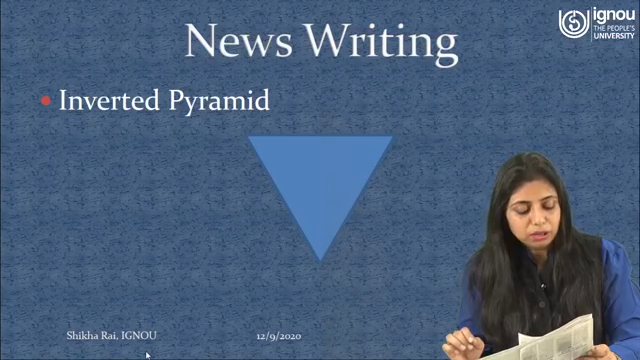 News Writing
ignou
THE PEOPLE'S
UNIVERSITY
• Inverted Pyramid
Shikha Rai, IGNOU
12/9/2020